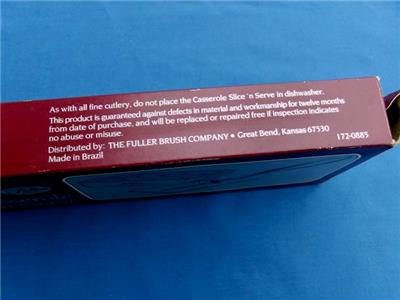 As with all fine cutlery, do not place the Casserole Slice 'n Serve in dishwasher.
This product is guaranteed against defects in material and workmanship for twelve months
from date of purchase, and will be replaced or repaired free if inspection indicates
no abuse or misuse.
Distributed by: THE FULLER BRUSH COMPANY • Great Bend, Kansas 67530
Made in Brazil
172-0885